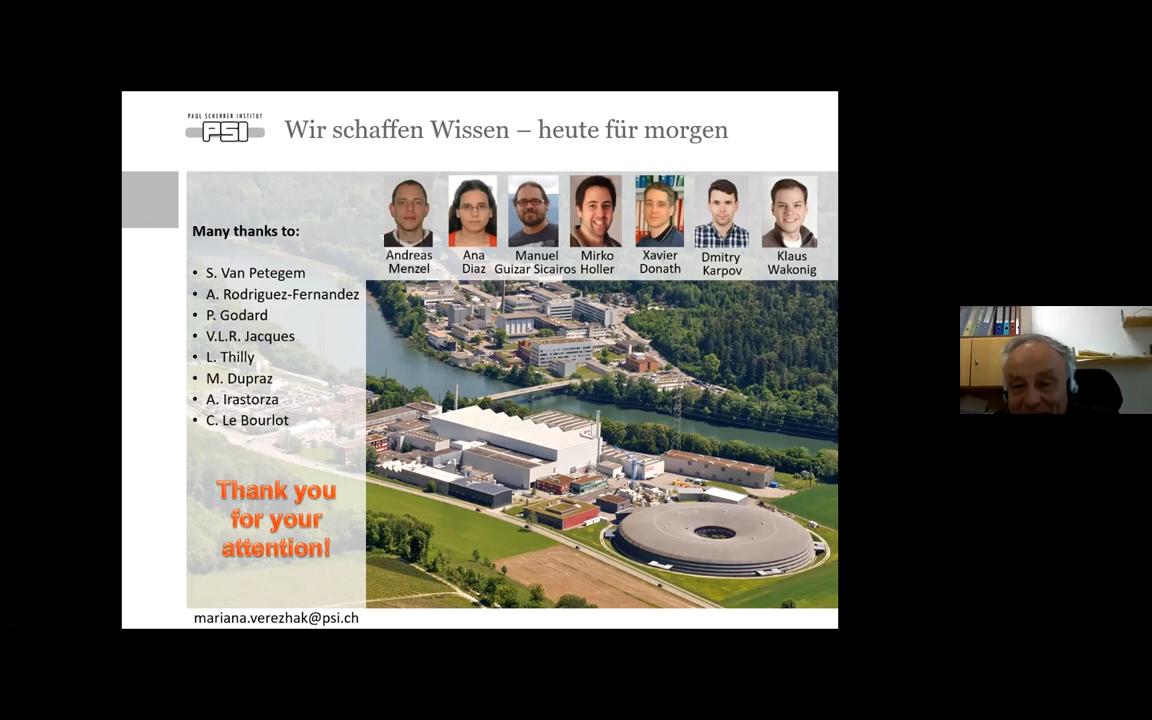 PAUL SCHERRER INSTITUT
PSI
Wir schaffen Wissen – heute für morgen
Andreas
Menzel
Ana
Diaz
Manuel
Guizar Sicairos
Mirko
Holler
Xavier
Donath
Dmitry
Karpov
Klaus
Wakonig
Many thanks to:
• S. Van Petegem
• A. Rodriguez-Fernandez
• P. Godard
• V.L.R. Jacques
• L. Thilly
• M. Dupraz
• A. Irastorza
• C. Le Bourlot
Thank you
for your
attention!
mariana.verezhak@psi.ch